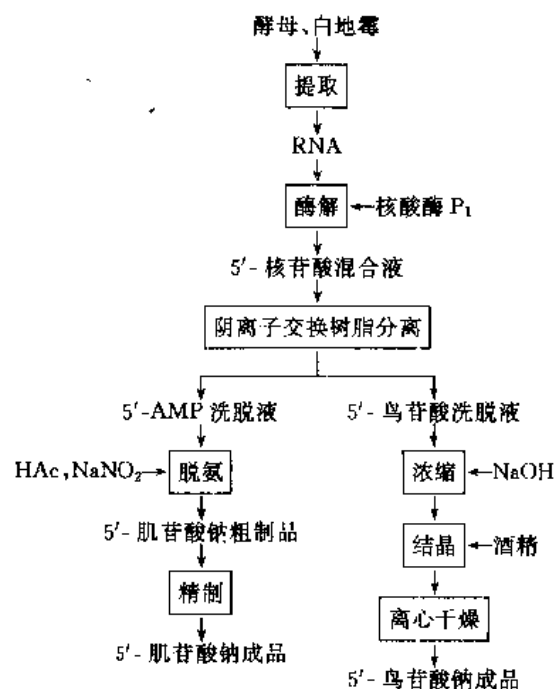 酵母、白地霉
提取
RNA
酶解
核酸酶 P₁
5′-核苷酸混合液
阴离子交换树脂分离
5′-AMP 洗脱液
5′-鸟苷酸洗脱液
HAc,NaNO₂
脱氨
浓缩
NaOH
5′-肌苷酸钠粗制品
结晶
酒精
精制
离心干燥
5′-肌苷酸钠成品
5′-鸟苷酸钠成品